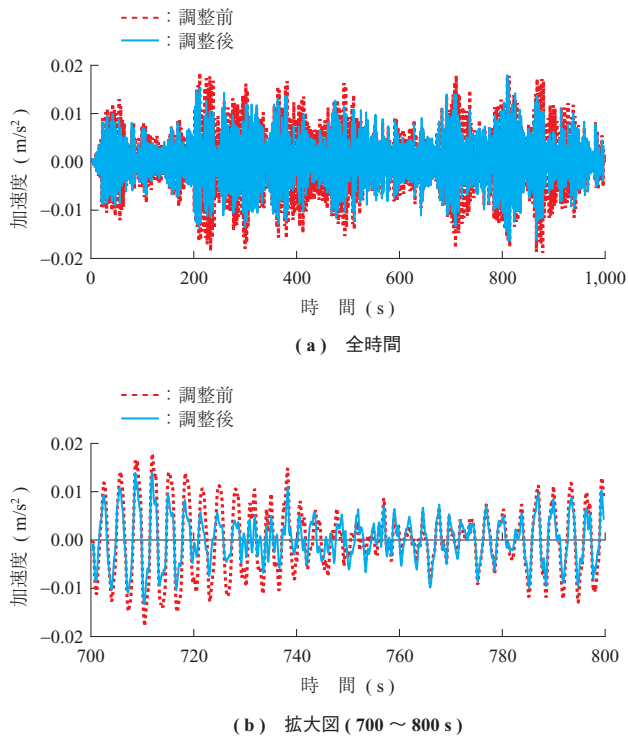 ：調整前
：調整後
0.02
0.01
0.00
−0.01
−0.02
加速度 ( m/s² )
0 200 400 600 800 1,000
時　間 ( s )
( a )　全時間
：調整前
：調整後
0.02
0.01
0.00
−0.01
−0.02
加速度 ( m/s² )
700 720 740 760 780 800
時　間 ( s )
( b )　拡大図 ( 700 ～ 800 s )